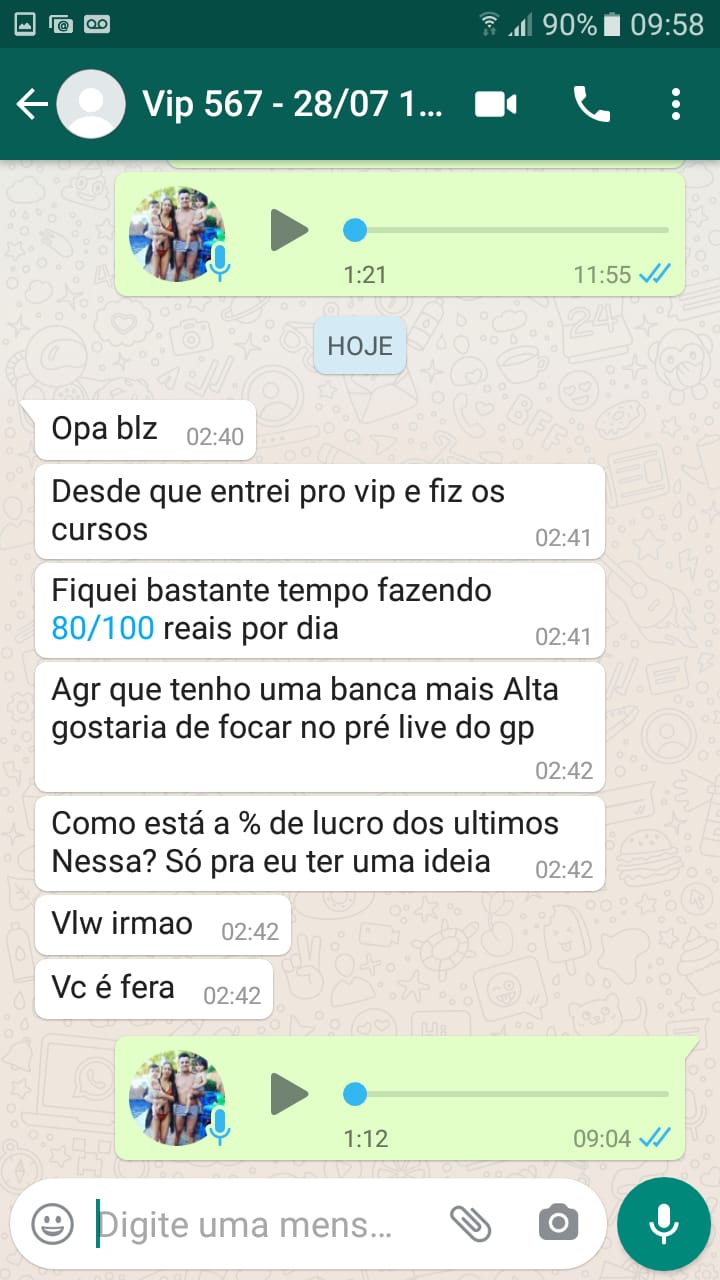 90% 09:58
Vip 567 - 28/07 1...
1:21 11:55
HOJE
Opa blz 02:40
Desde que entrei pro vip e fiz os
cursos 02:41
Fiquei bastante tempo fazendo
80/100 reais por dia 02:41
Agr que tenho uma banca mais Alta
gostaria de focar no pré live do gp
02:42
Como está a % de lucro dos ultimos
Nessa? Só pra eu ter uma ideia 02:42
Vlw irmao 02:42
Vc é fera 02:42
1:12 09:04
Digite uma mens...